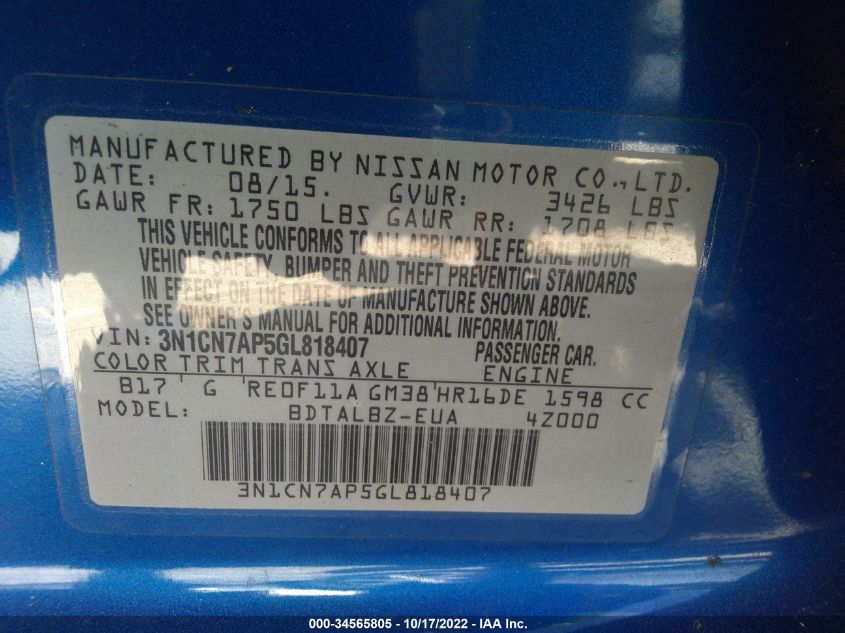 MANUFACTURED BY NISSAN MOTOR CO., LTD.
DATE: 08/15. GVWR: 3426 LBS
GAWR FR: 1750 LBS GAWR RR: 1708 LBS
THIS VEHICLE CONFORMS TO ALL APPLICABLE FEDERAL MOTOR
VEHICLE SAFETY, BUMPER AND THEFT PREVENTION STANDARDS
IN EFFECT ON THE DATE OF MANUFACTURE SHOWN ABOVE.
SEE OWNER'S MANUAL FOR ADDITIONAL INFORMATION.
VIN: 3N1CN7AP5GL818407 PASSENGER CAR.
COLOR TRIM TRANS AXLE ENGINE
B17 G RE0F11A GM38 HR16DE 1598 CC
MODEL: BDTALBZ-EUA 4Z000
3N1CN7AP5GL818407
000-34565805 - 10/17/2022 - IAA Inc.